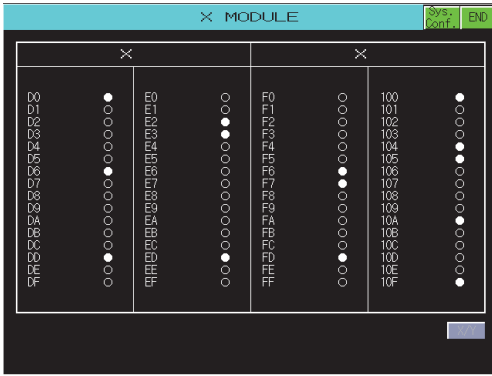 X MODULE
Sys. Conf.
END
X X
D0 E0 F0 100
D1 E1 F1 101
D2 E2 F2 102
D3 E3 F3 103
D4 E4 F4 104
D5 E5 F5 105
D6 E6 F6 106
D7 E7 F7 107
D8 E8 F8 108
D9 E9 F9 109
DA EA FA 10A
DB EB FB 10B
DC EC FC 10C
DD ED FD 10D
DE EE FE 10E
DF EF FF 10F
X/Y